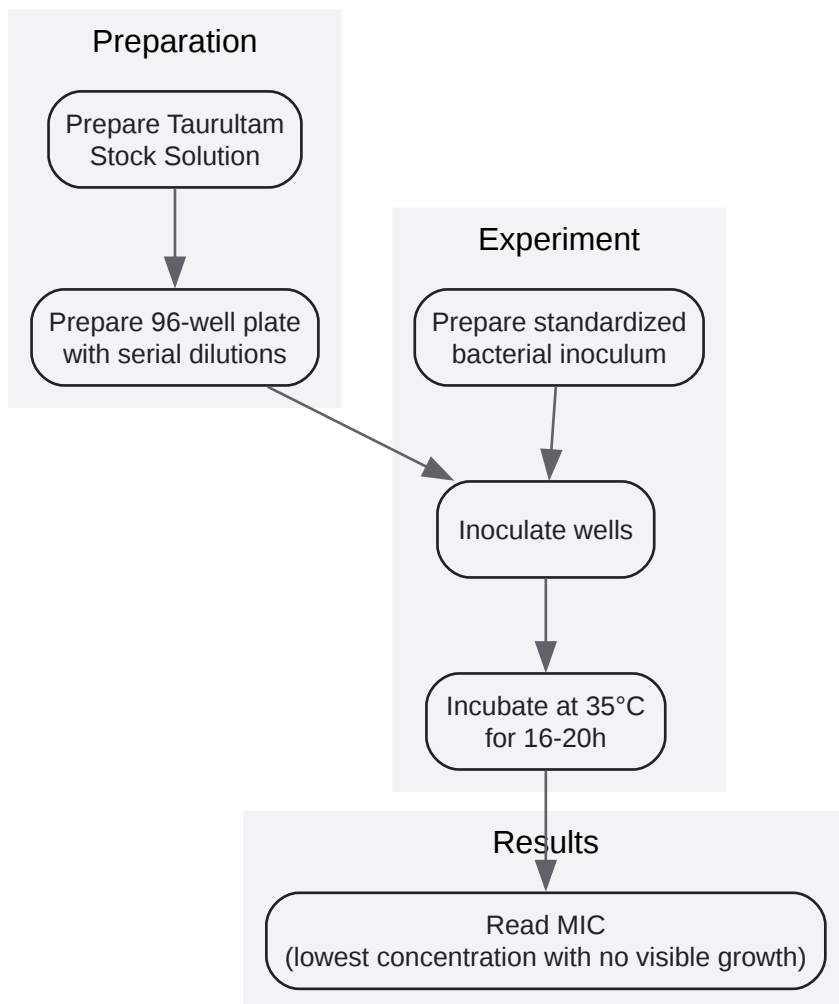 Preparation
Prepare Taurultam
Stock Solution
Prepare 96-well plate
with serial dilutions
Experiment
Prepare standardized
bacterial inoculum
Inoculate wells
Incubate at 35°C
for 16-20h
Results
Read MIC
(lowest concentration with no visible growth)